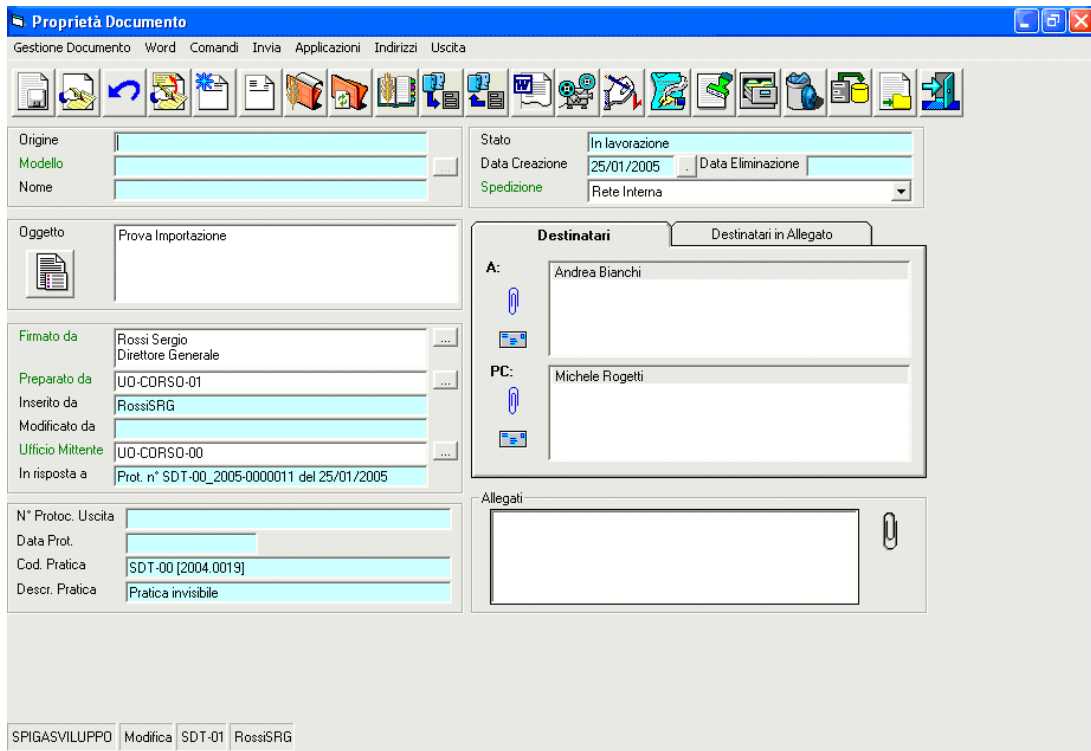 Proprietà Documento
Gestione Documento Word Comandi Invia Applicazioni Indirizzi Uscita
Origine
Modello
...
Nome
Stato In lavorazione
Data Creazione 25/01/2005 . Data Eliminazione
Spedizione Rete Interna
Oggetto Prova Importazione
Destinatari Destinatari in Allegato
A: Andrea Bianchi
PC: Michele Rogetti
Firmato da Rossi Sergio ...
Direttore Generale
Preparato da UO-CORSO-01 ...
Inserito da RossiSRG
Modificato da
Ufficio Mittente UO-CORSO-00 ...
In risposta a Prot. n° SDT-00_2005-0000011 del 25/01/2005
N° Protoc. Uscita
Data Prot.
Cod. Pratica SDT-00 [2004.0019]
Descr. Pratica Pratica invisibile
Allegati
SPIGASVILUPPO Modifica SDT-01 RossiSRG